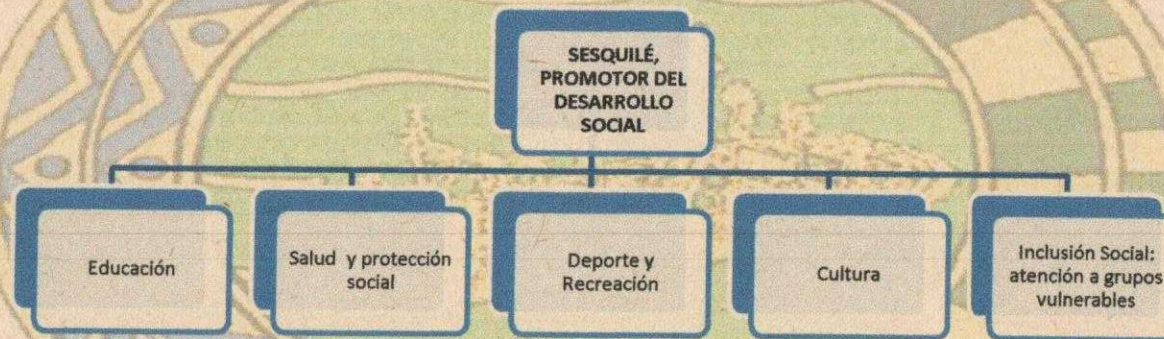 SESQUILÉ,
PROMOTOR DEL
DESARROLLO
SOCIAL
Educación
Salud y protección
social
Deporte y
Recreación
Cultura
Inclusión Social:
atención a grupos
vulnerables